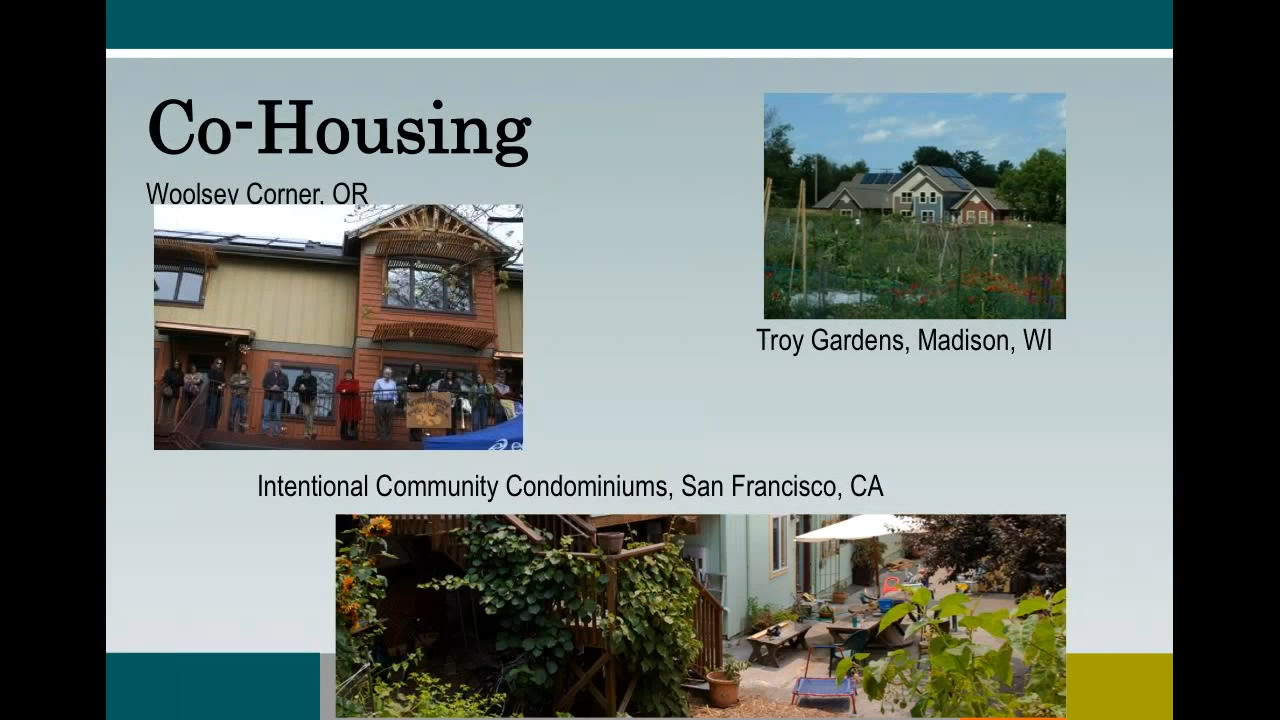 Co-Housing
Woolsey Corner, OR
Troy Gardens, Madison, WI
Intentional Community Condominiums, San Francisco, CA